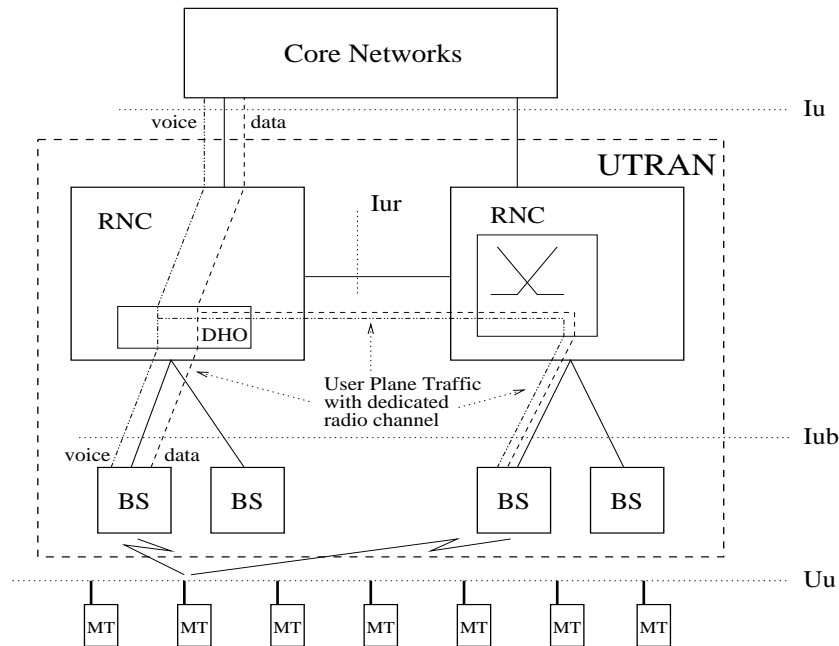 Core Networks
voice
data
Iu
UTRAN
RNC
Iur
RNC
DHO
User Plane Traffic
with dedicated
radio channel
voice
data
Iub
BS
BS
BS
BS
Uu
MT
MT
MT
MT
MT
MT
MT